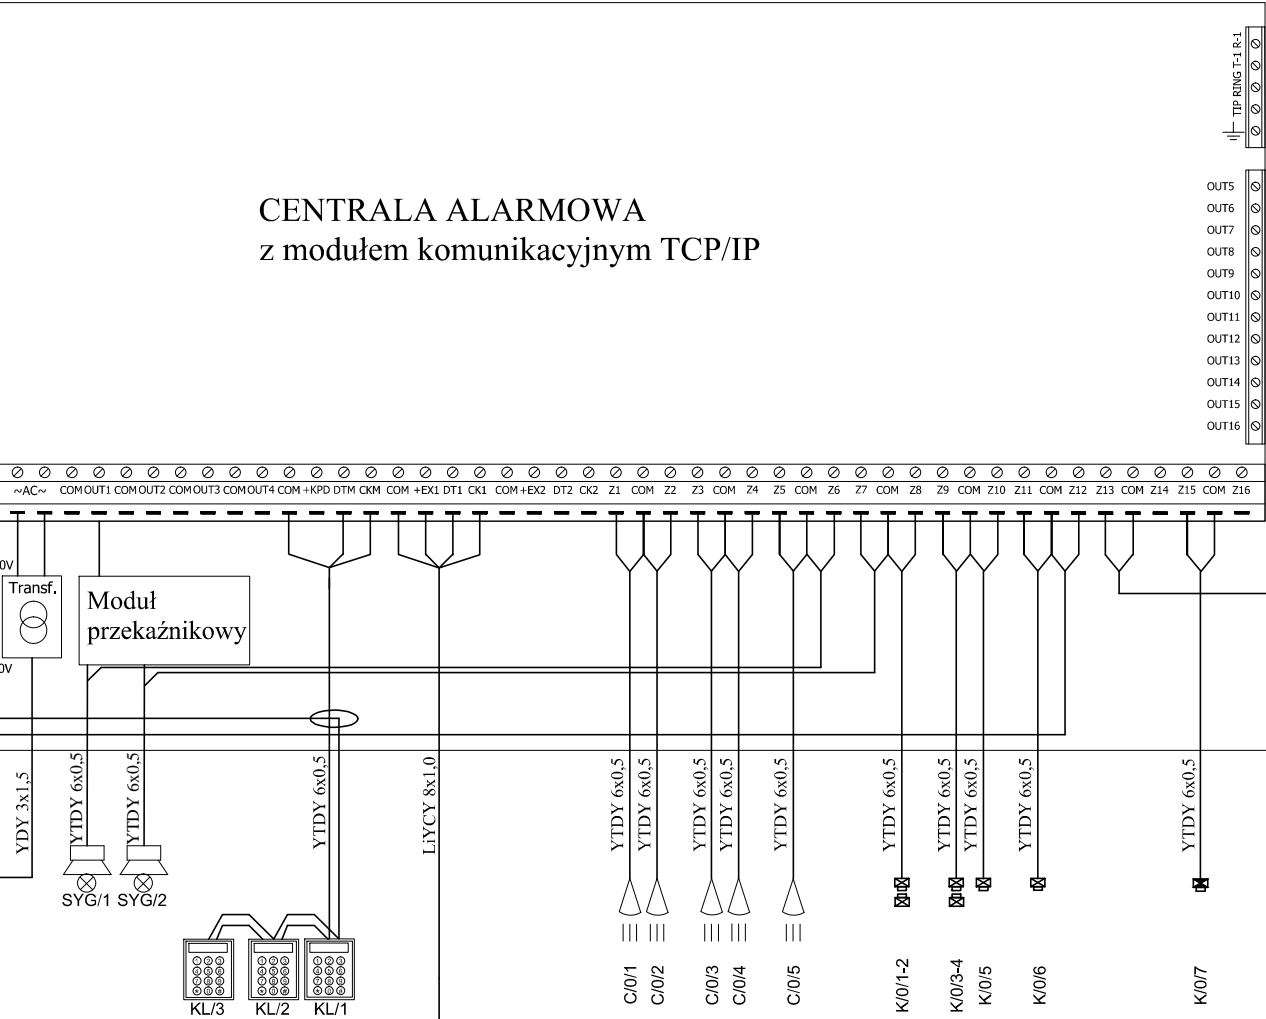 TIP RING T-1 R-1
OUT5
OUT6
OUT7
OUT8
OUT9
OUT10
OUT11
OUT12
OUT13
OUT14
OUT15
OUT16
CENTRALA ALARMOWA
z modułem komunikacyjnym TCP/IP
~AC~ COM OUT1 COM OUT2 COM OUT3 COM OUT4 COM +KPD DTM CKM COM +EX1 DT1 CK1 COM +EX2 DT2 CK2 Z1 COM Z2 Z3 COM Z4 Z5 COM Z6 Z7 COM Z8 Z9 COM Z10 Z11 COM Z12 Z13 COM Z14 Z15 COM Z16
0V
Transf.
0V
Moduł
przekaźnikowy
YDY 3x1,5
YTDY 6x0,5
YTDY 6x0,5
YTDY 6x0,5
LiYCY 8x1,0
YTDY 6x0,5
YTDY 6x0,5
YTDY 6x0,5
YTDY 6x0,5
YTDY 6x0,5
YTDY 6x0,5
YTDY 6x0,5
YTDY 6x0,5
YTDY 6x0,5
YTDY 6x0,5
SYG/1
SYG/2
KL/3
KL/2
KL/1
C/0/1
C/0/2
C/0/3
C/0/4
C/0/5
K/0/1-2
K/0/3-4
K/0/5
K/0/6
K/0/7